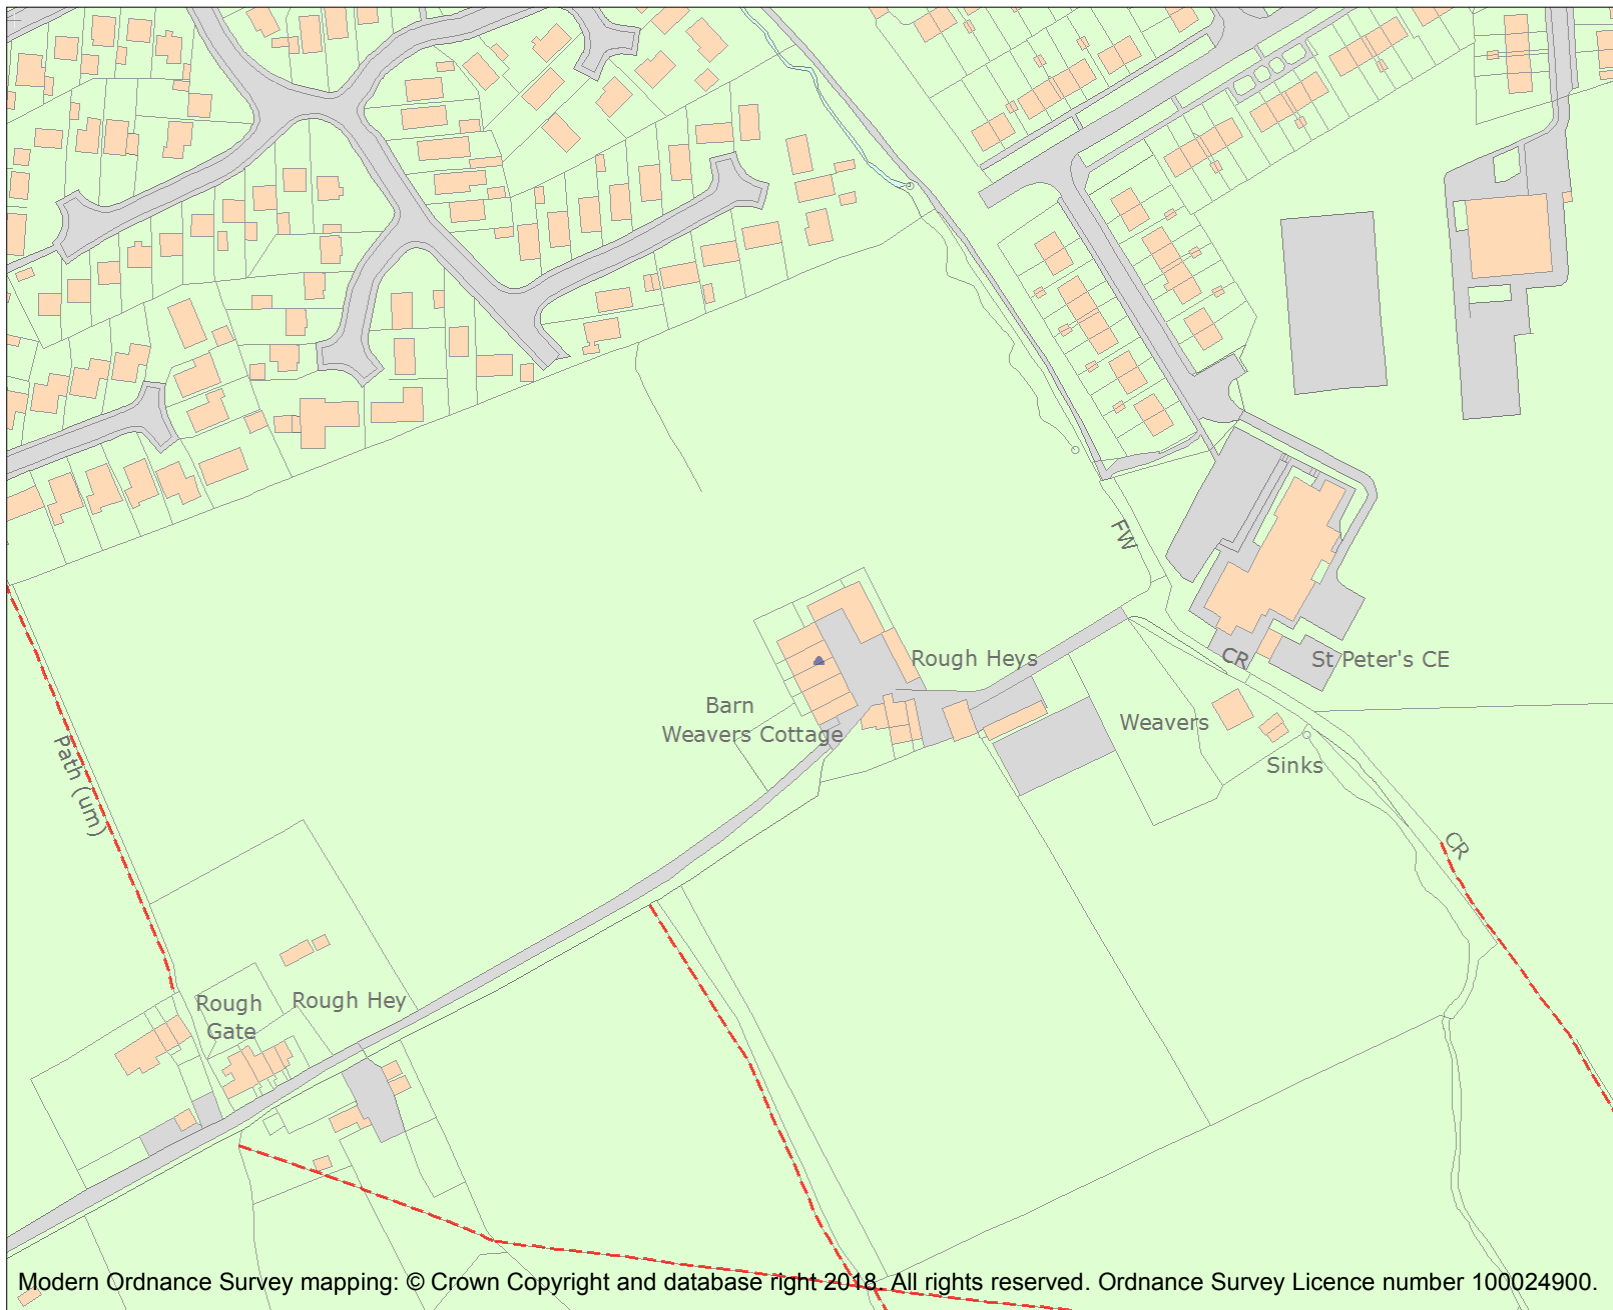 FW
Rough Heys
CR
St Peter's CE
Barn
Weavers Cottage
Weavers
Path (um)
Sinks
CR
Rough
Gate
Rough Hey
Modern Ordnance Survey mapping: © Crown Copyright and database right 2018. All rights reserved. Ordnance Survey Licence number 100024900.